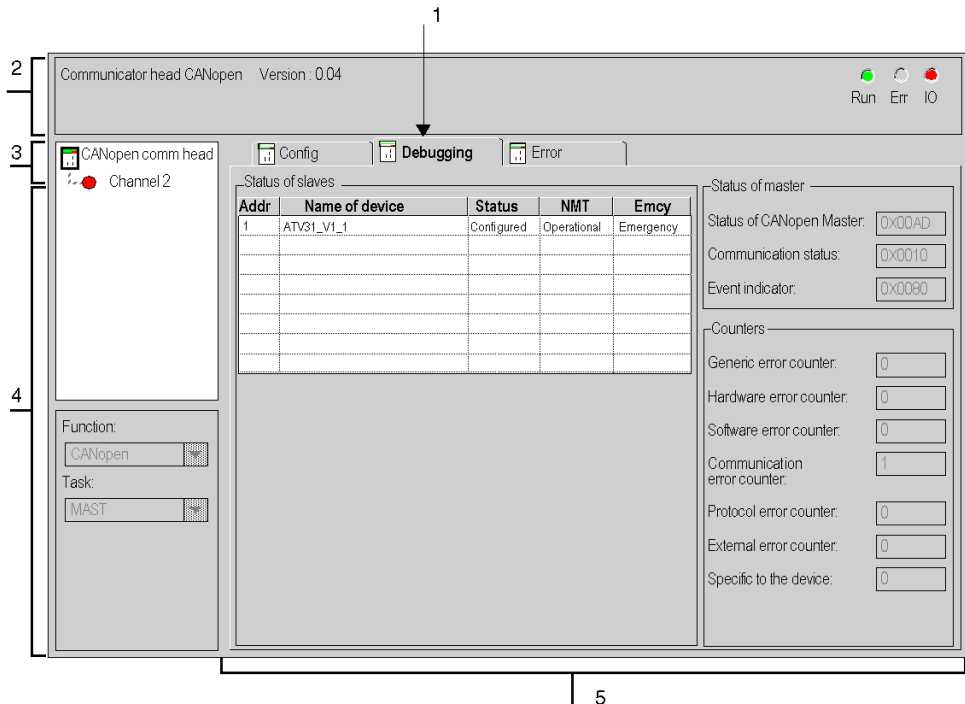 1
2
Communicator head CANopen Version : 0.04
Run Err IO
3
CANopen comm head
Channel 2
Config
Debugging
Error
Status of slaves
Addr Name of device Status NMT Emcy
1 ATV31_V1_1 Configured Operational Emergency
Status of master
Status of CANopen Master: 0X00AD
Communication status: 0X0010
Event indicator: 0X0080
Counters
Generic error counter: 0
Hardware error counter: 0
Software error counter: 0
Communication
error counter: 1
Protocol error counter: 0
External error counter: 0
Specific to the device: 0
4
Function:
CANopen
Task:
MAST
5